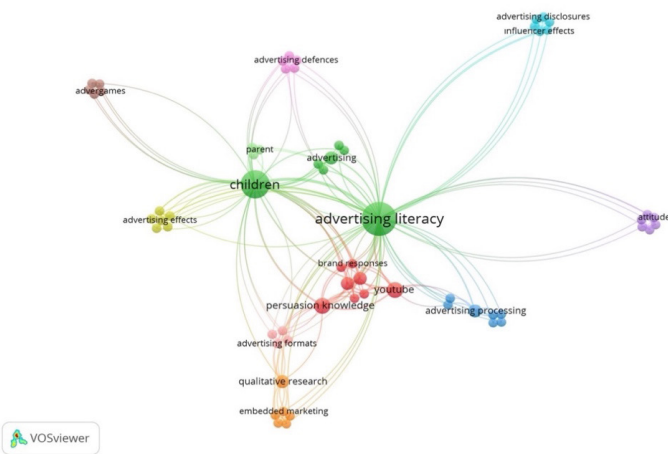 advertising disclosures
influencer effects
advertising defences
advergames
parent
advertising
children
attitude
advertising literacy
advertising effects
brand responses
youtube
persuasion knowledge
advertising processing
advertising formats
qualitative research
embedded marketing
VOSviewer